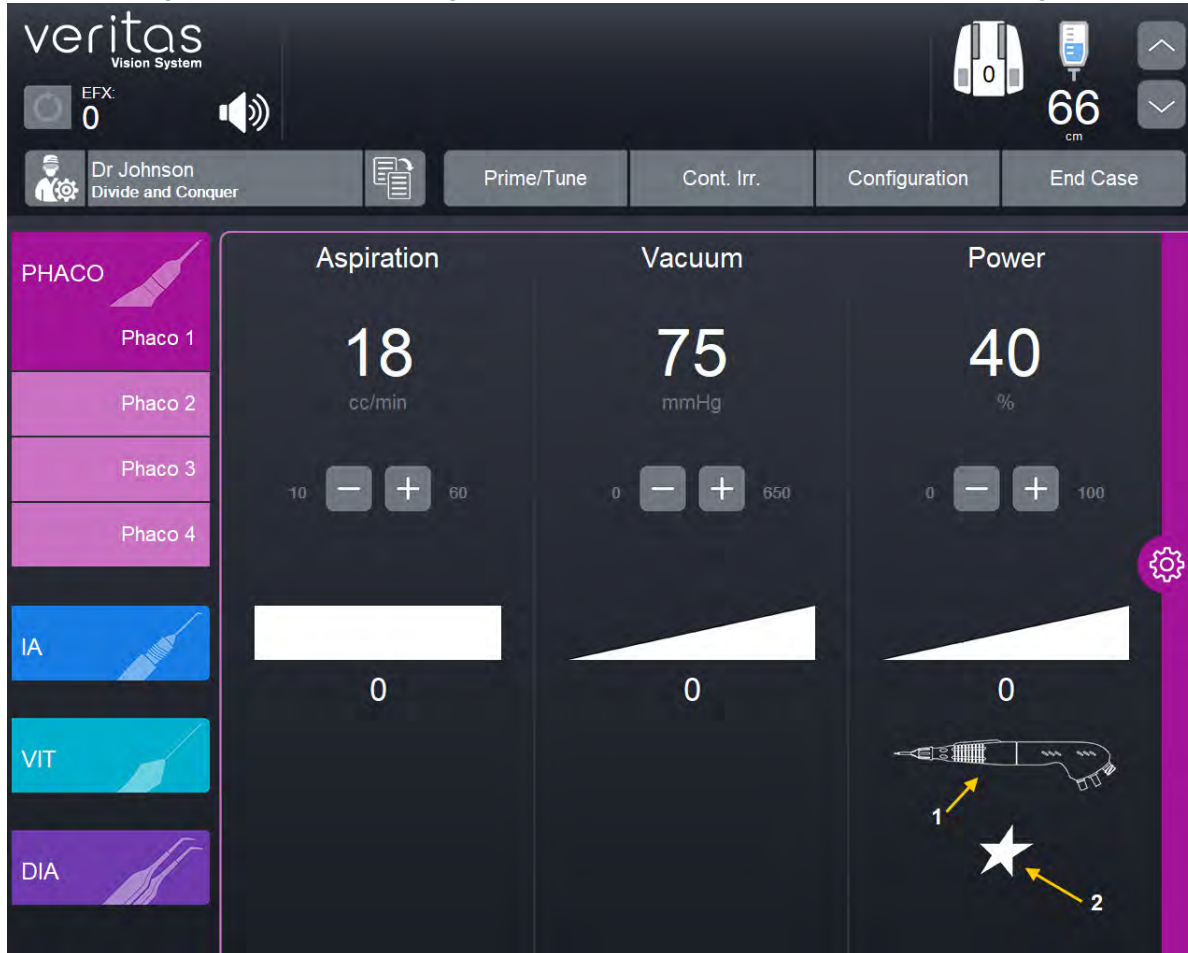 veritas
Vision System
EFX:
0
0
66
cm
Dr Johnson
Divide and Conquer
Prime/Tune
Cont. Irr.
Configuration
End Case
PHACO
Phaco 1
Phaco 2
Phaco 3
Phaco 4
IA
VIT
DIA
Aspiration
18
cc/min
10
60
0
Vacuum
75
mmHg
0
650
0
Power
40
%
0
100
0
1
2